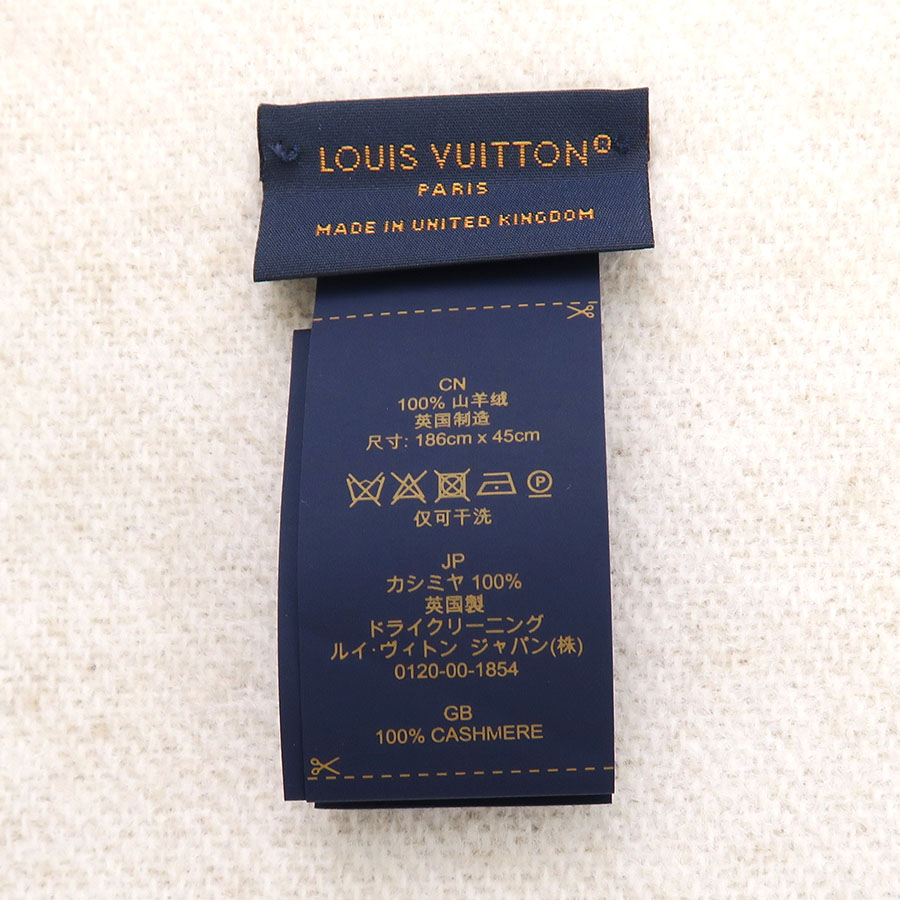 LOUIS VUITTON®
PARIS
MADE IN UNITED KINGDOM
CN
100% 山羊绒
英国制造
尺寸: 186cm x 45cm
P
仅可干洗
JP
カシミヤ 100%
英国製
ドライクリーニング
ルイ・ヴィトン ジャパン(株)
0120-00-1854
GB
100% CASHMERE